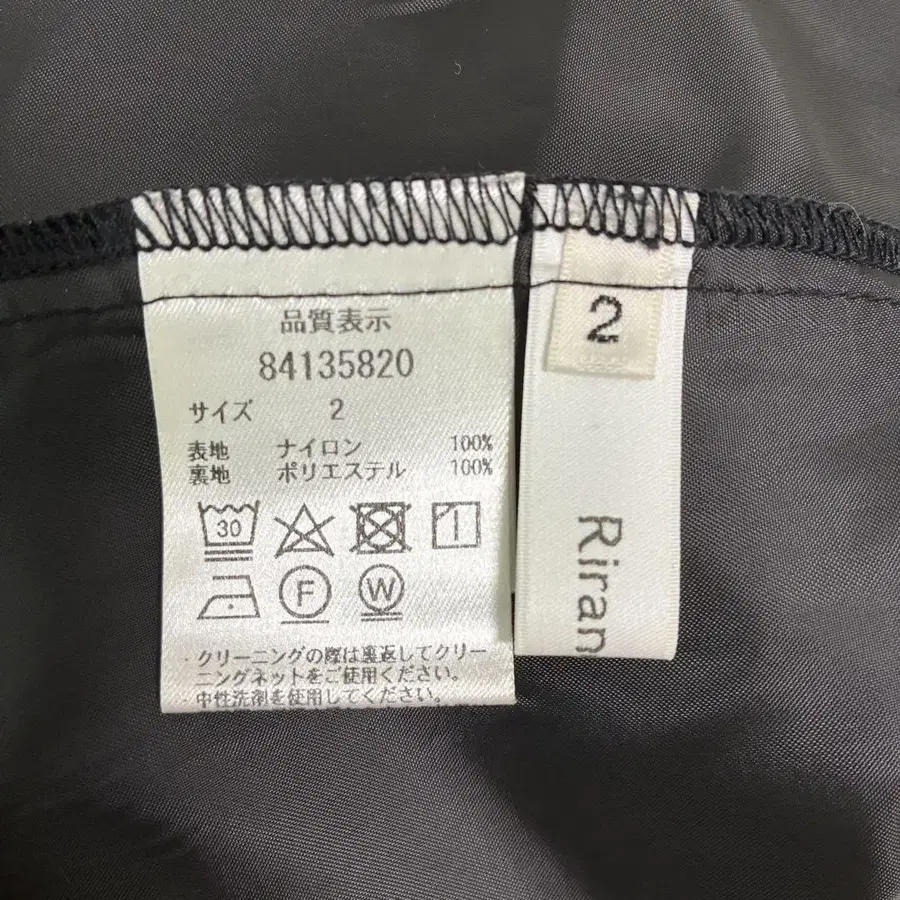 品質表示
84135820
サイズ 2
表地 ナイロン 100%
裏地 ポリエステル 100%
30
F W
・クリーニングの際は裏返してクリー
ニングネットをご使用ください。
・中性洗剤を使用してください。
2
Riran